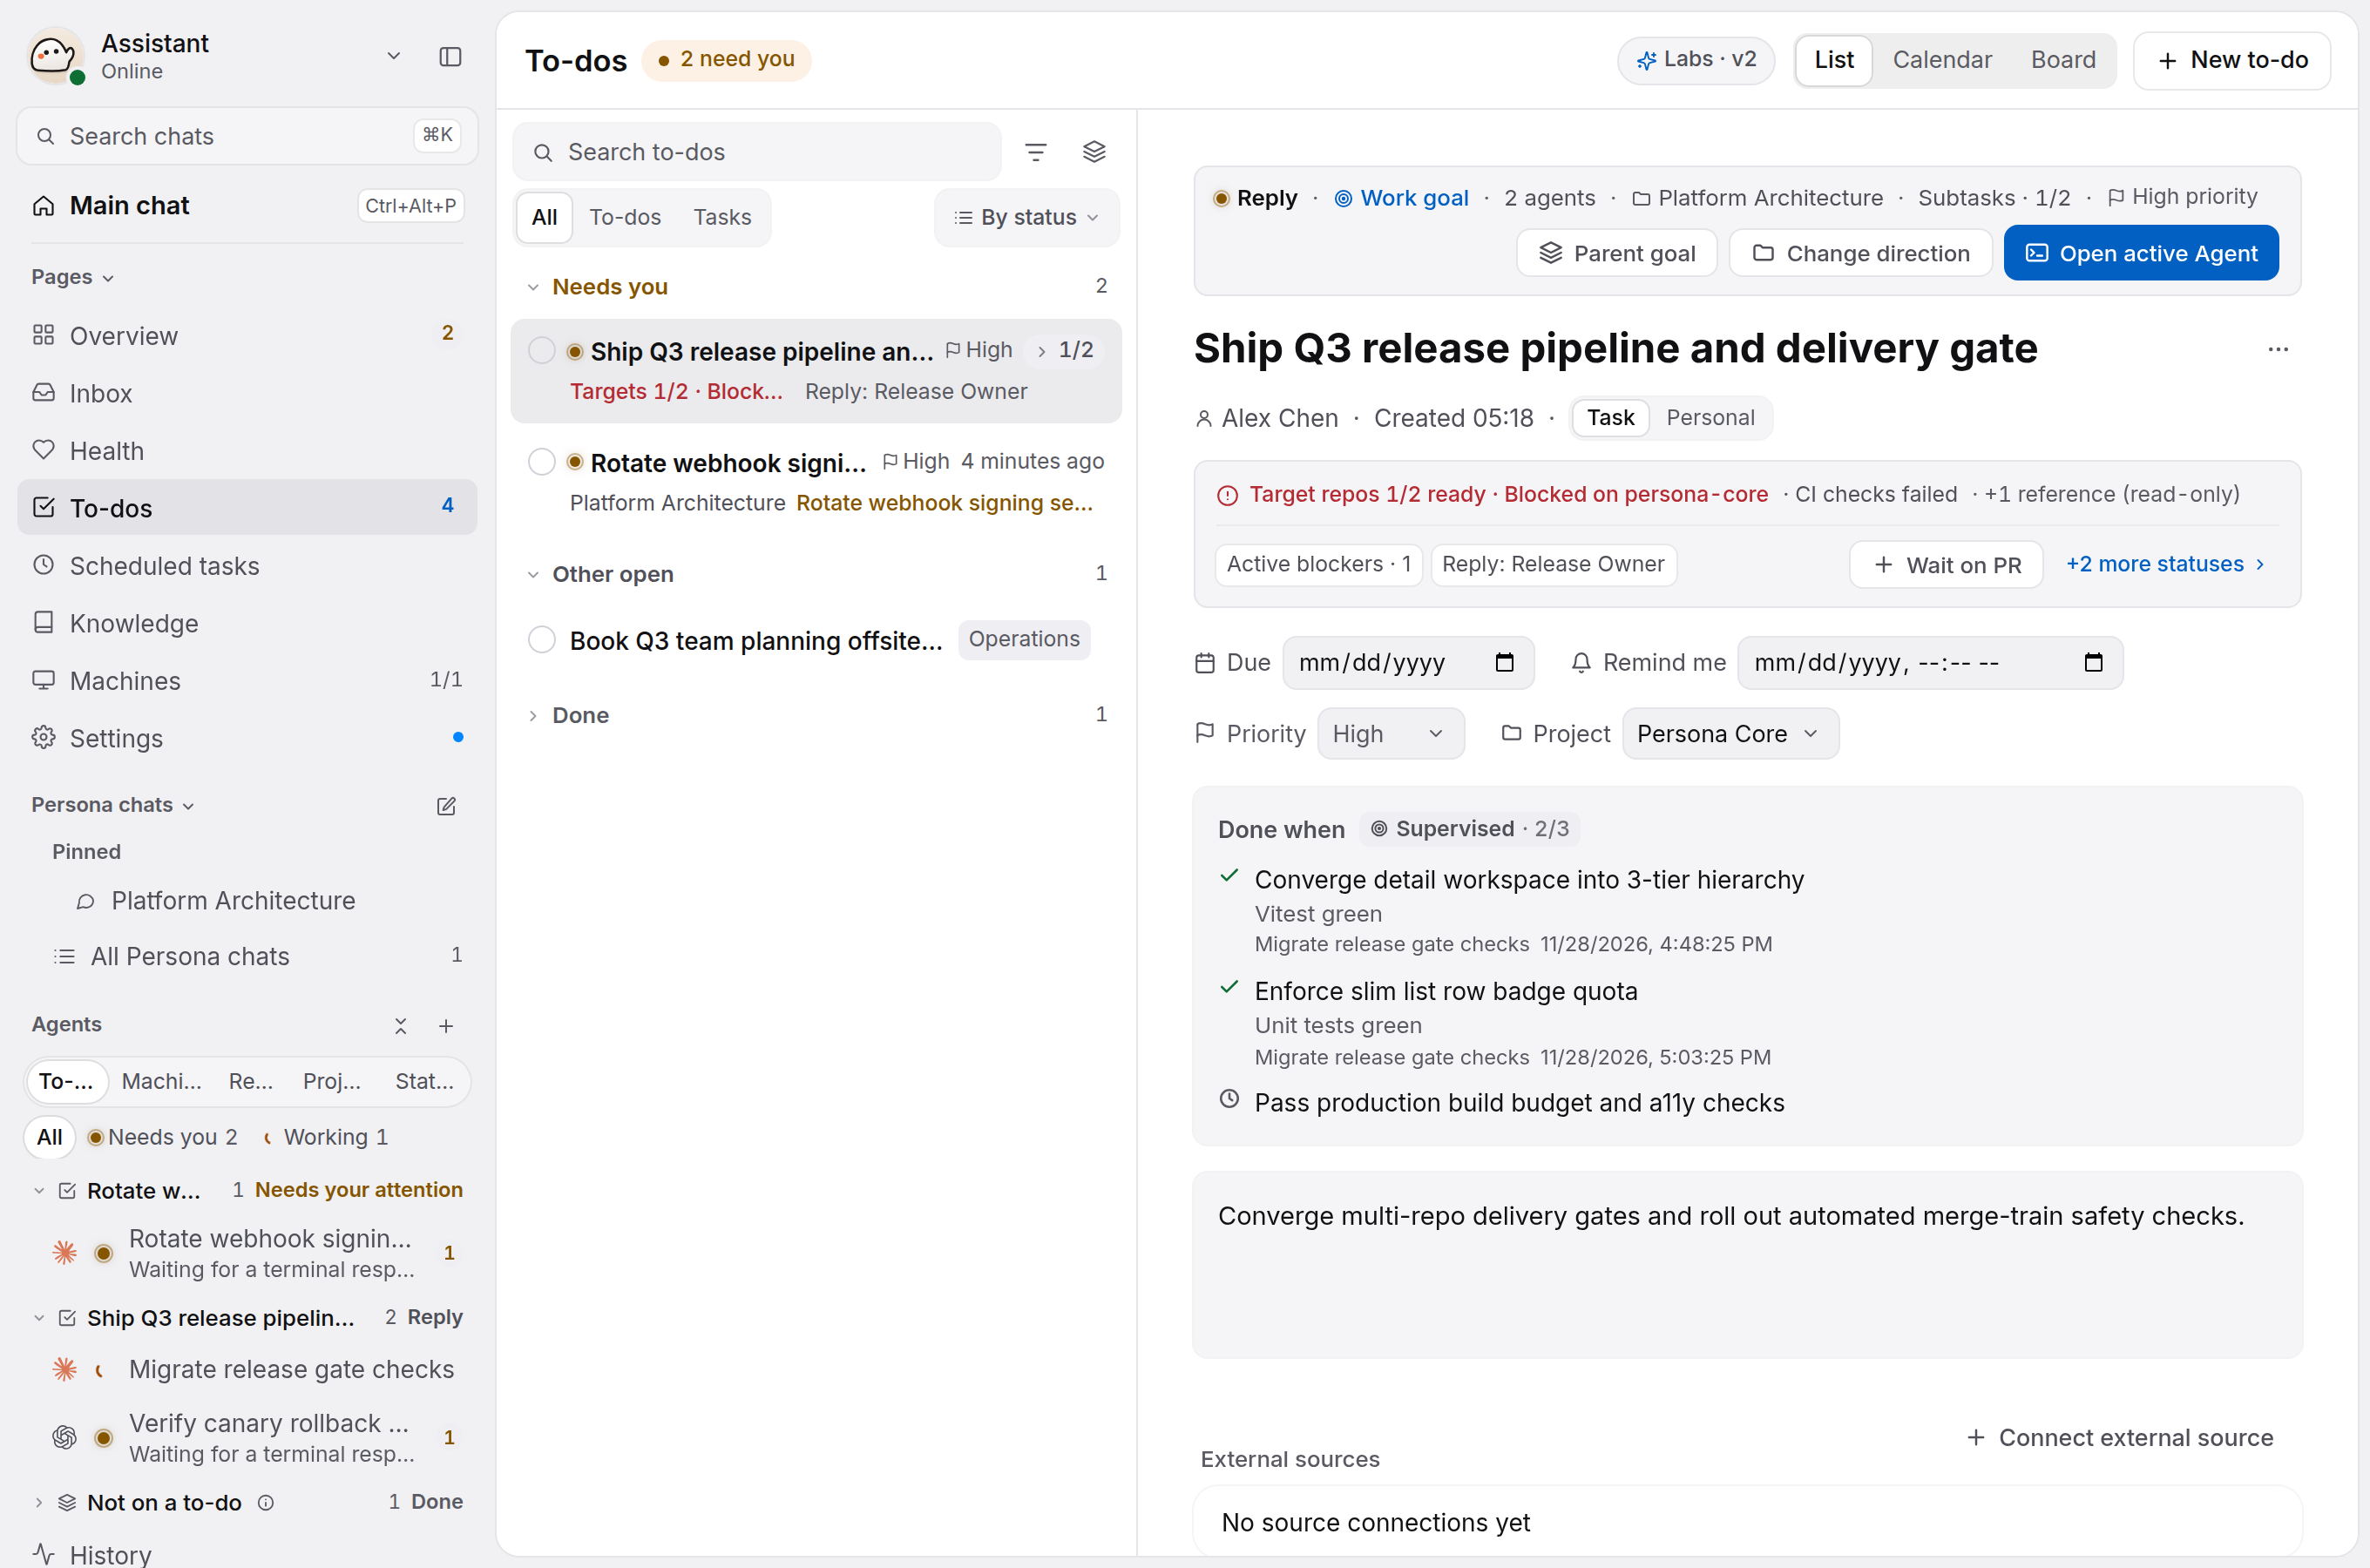 Assistant
Online
Search chats ⌘K
Main chat Ctrl+Alt+P
Pages
Overview 2
Inbox
Health
To-dos 4
Scheduled tasks
Knowledge
Machines 1/1
Settings
Persona chats
Pinned
Platform Architecture
All Persona chats 1
Agents
To-... Machi... Re... Proj... Stat...
All Needs you 2 Working 1
Rotate w... 1 Needs your attention
Rotate webhook signin... 1
Waiting for a terminal resp...
Ship Q3 release pipelin... 2 Reply
Migrate release gate checks
Verify canary rollback ... 1
Waiting for a terminal resp...
Not on a to-do 1 Done
History
To-dos 2 need you
Labs · v2 List Calendar Board + New to-do
Search to-dos
All To-dos Tasks By status
Needs you 2
Ship Q3 release pipeline an... High 1/2
Targets 1/2 · Block... Reply: Release Owner
Rotate webhook signi... High 4 minutes ago
Platform Architecture Rotate webhook signing se...
Other open 1
Book Q3 team planning offsite... Operations
Done 1
Reply · Work goal · 2 agents · Platform Architecture · Subtasks · 1/2 · High priority
Parent goal Change direction Open active Agent
Ship Q3 release pipeline and delivery gate
Alex Chen · Created 05:18 · Task Personal
Target repos 1/2 ready · Blocked on persona-core · CI checks failed · +1 reference (read-only)
Active blockers · 1 Reply: Release Owner + Wait on PR +2 more statuses
Due mm/dd/yyyy Remind me mm/dd/yyyy, --:-- --
Priority High Project Persona Core
Done when Supervised · 2/3
Converge detail workspace into 3-tier hierarchy
Vitest green
Migrate release gate checks 11/28/2026, 4:48:25 PM
Enforce slim list row badge quota
Unit tests green
Migrate release gate checks 11/28/2026, 5:03:25 PM
Pass production build budget and a11y checks
Converge multi-repo delivery gates and roll out automated merge-train safety checks.
+ Connect external source
External sources
No source connections yet